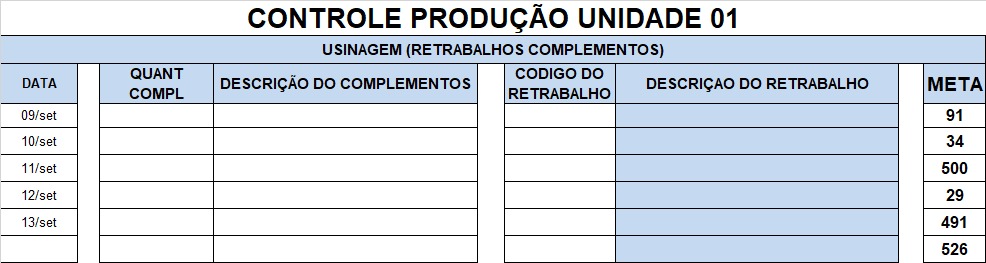 CONTROLE PRODUÇÃO UNIDADE 01
USINAGEM (RETRABALHOS COMPLEMENTOS)
DATA
QUANT
COMPL
DESCRIÇÃO DO COMPLEMENTOS
CODIGO DO
RETRABALHO
DESCRIÇAO DO RETRABALHO
META
09/set 91
10/set 34
11/set 500
12/set 29
13/set 491
526